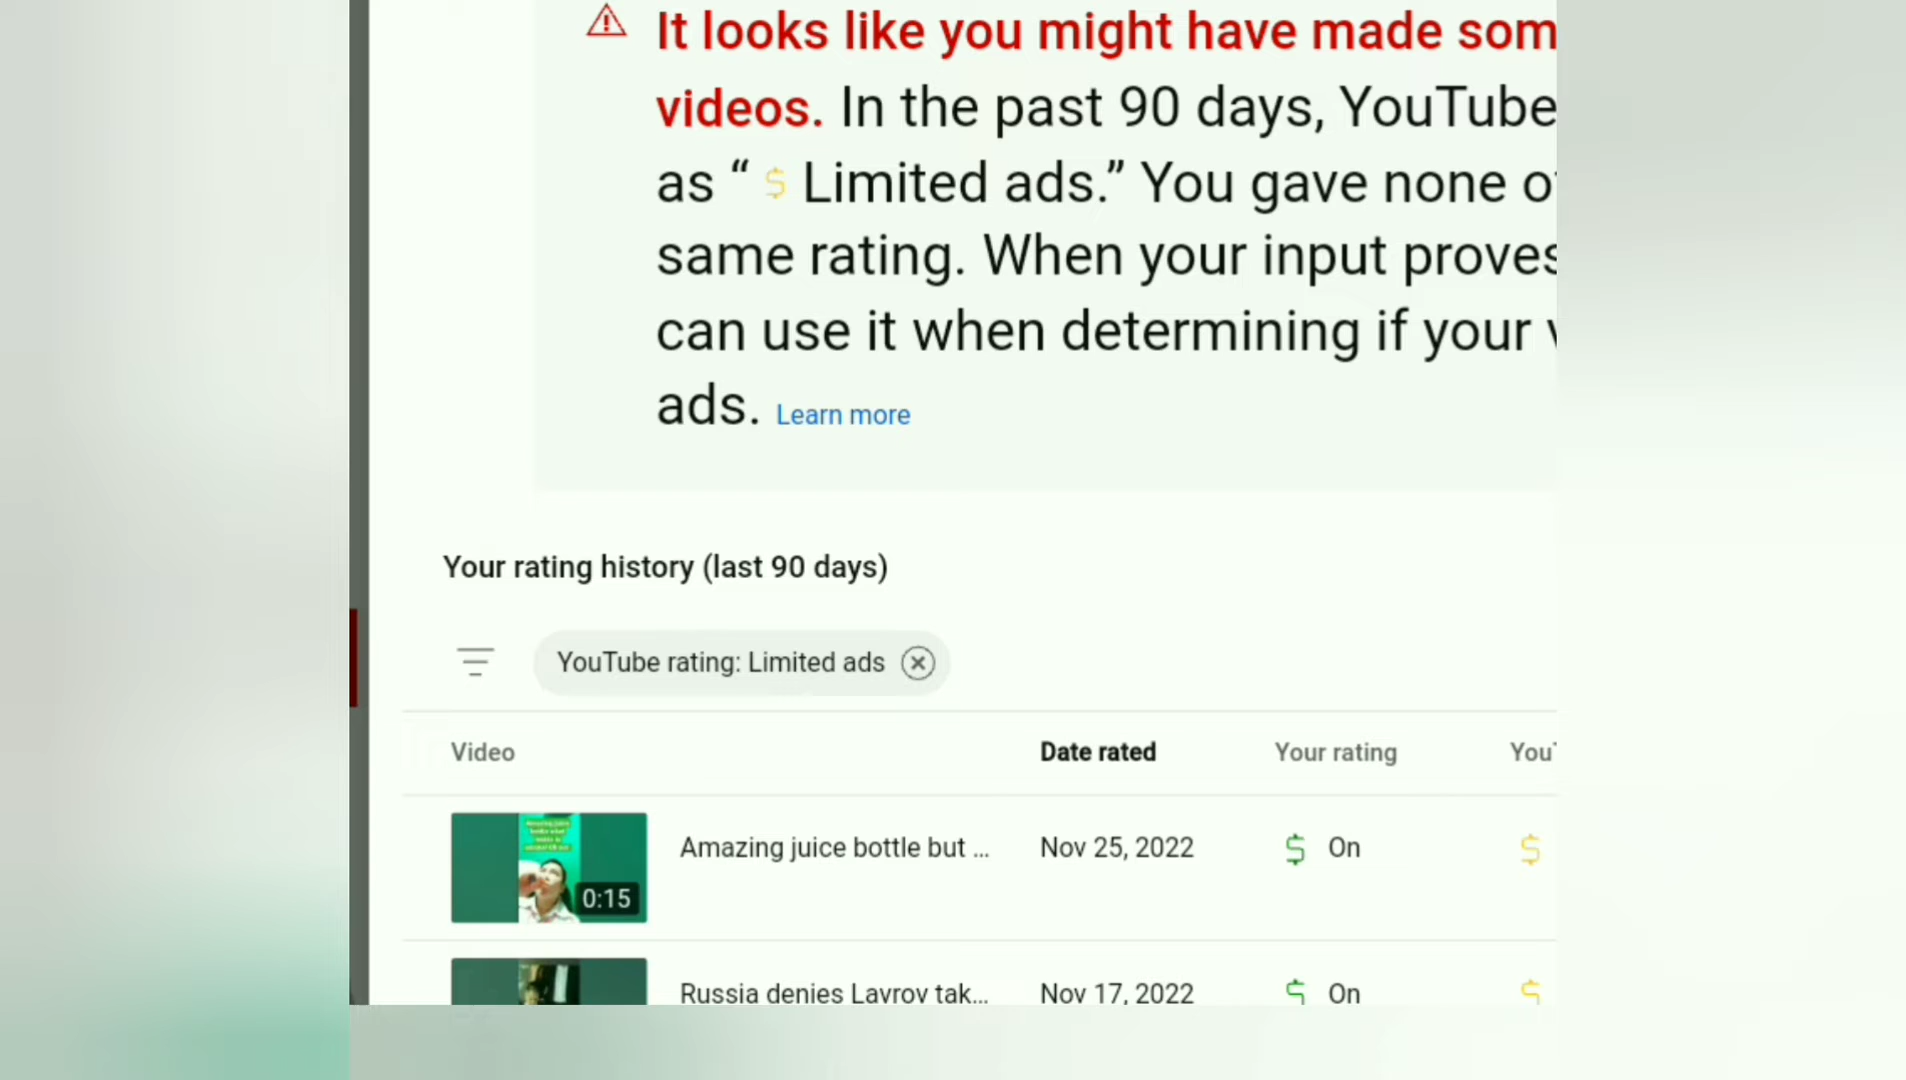 It looks like you might have made som
videos. In the past 90 days, YouTube
as “ $ Limited ads.” You gave none of
same rating. When your input proves
can use it when determining if your
ads. Learn more
Your rating history (last 90 days)
YouTube rating: Limited ads
Video Date rated Your rating You
0:15 Amazing juice bottle but ... Nov 25, 2022 $ On $
Russia denies Lavrov tak... Nov 17, 2022 $ On $